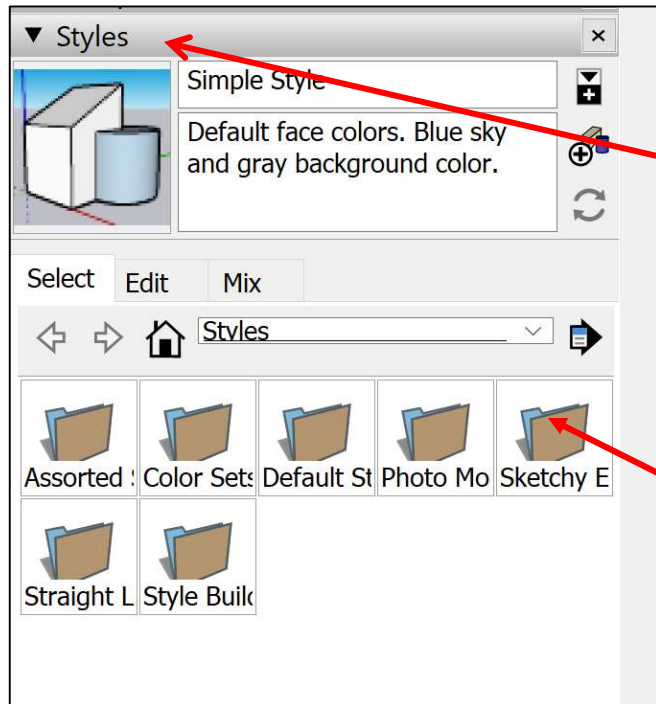 Styles
Simple Style
Default face colors. Blue sky
and gray background color.
Select Edit Mix
Styles
Assorted S Color Sets Default St Photo Mo Sketchy E
Straight L Style Build